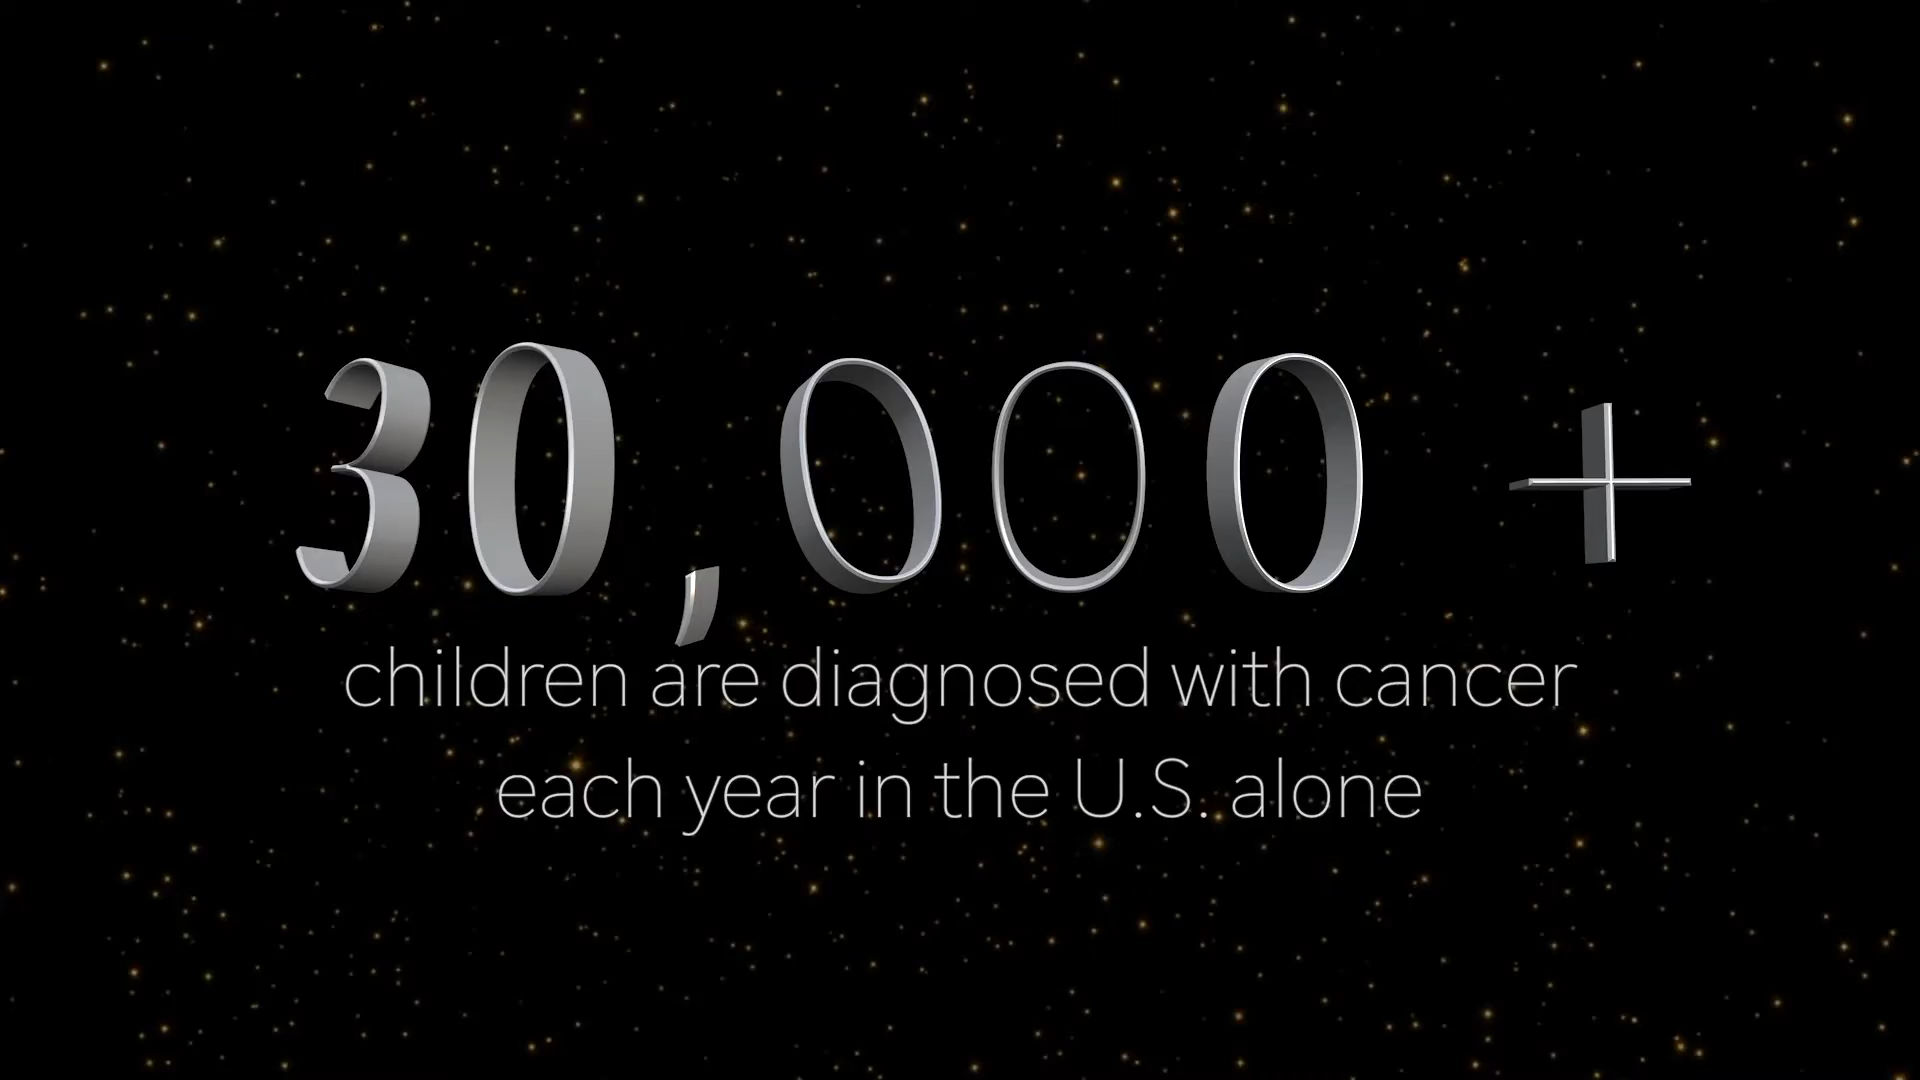 30,000 +
children are diagnosed with cancer
each year in the U.S. alone